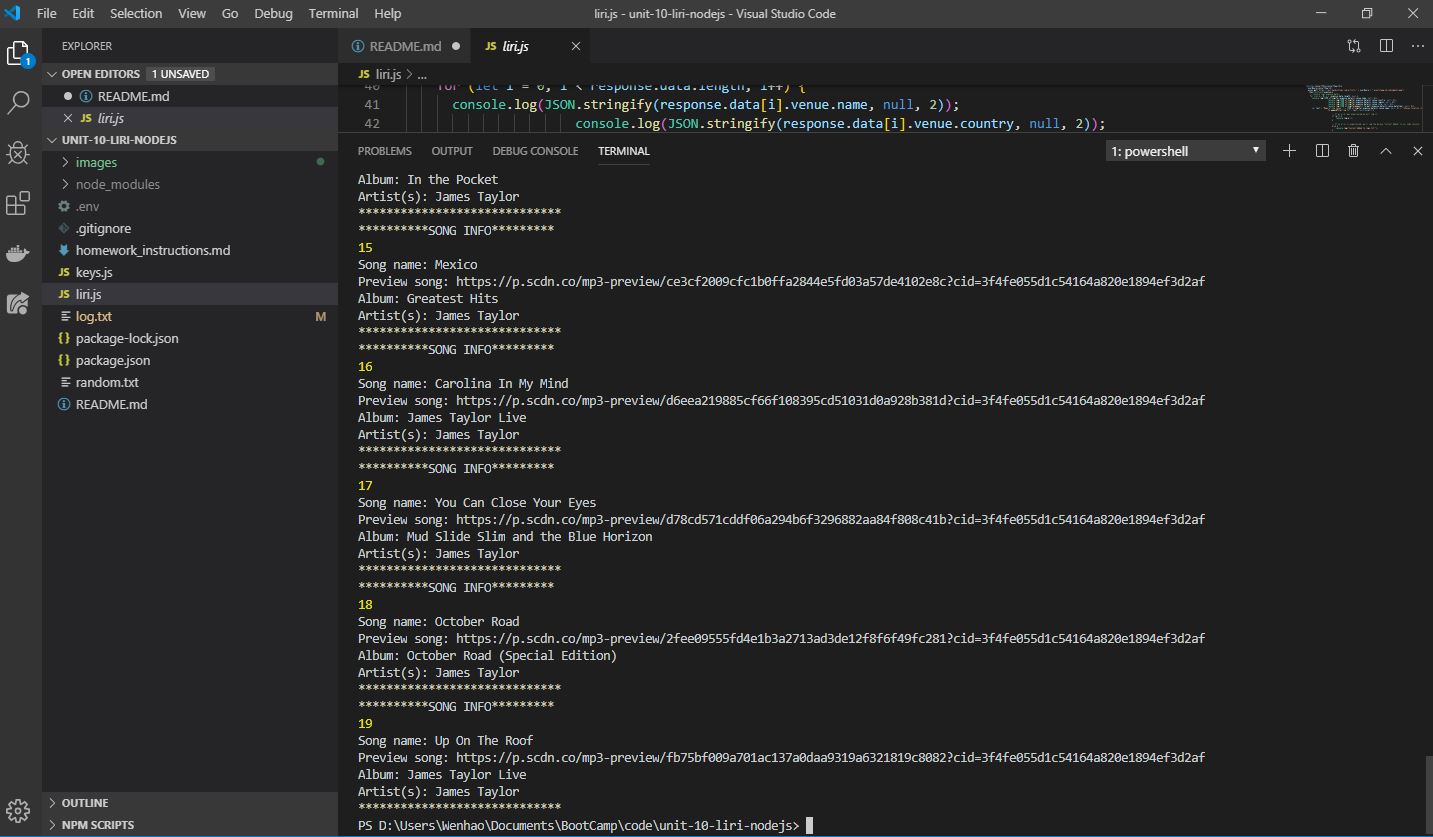 File Edit Selection View Go Debug Terminal Help liri.js - unit-10-liri-nodejs - Visual Studio Code
EXPLORER
OPEN EDITORS 1 UNSAVED
README.md
JS liri.js
UNIT-10-LIRI-NODEJS
images
node_modules
.env
.gitignore
homework_instructions.md
JS keys.js
JS liri.js
log.txt M
{} package-lock.json
{} package.json
random.txt
README.md
OUTLINE
NPM SCRIPTS
1
README.md JS liri.js
JS liri.js > ...
40 for (let i = 0; i < response.data.length; i++) {
41 console.log(JSON.stringify(response.data[i].venue.name, null, 2));
42 console.log(JSON.stringify(response.data[i].venue.country, null, 2));
PROBLEMS OUTPUT DEBUG CONSOLE TERMINAL 1: powershell
Album: In the Pocket
Artist(s): James Taylor
*****************************
**********SONG INFO*********
15
Song name: Mexico
Preview song: https://p.scdn.co/mp3-preview/ce3cf2009cfc1b0ffa2844e5fd03a57de4102e8c?cid=3f4fe055d1c54164a820e1894ef3d2af
Album: Greatest Hits
Artist(s): James Taylor
*****************************
**********SONG INFO*********
16
Song name: Carolina In My Mind
Preview song: https://p.scdn.co/mp3-preview/d6eea219885cf66f108395cd51031d0a928b381d?cid=3f4fe055d1c54164a820e1894ef3d2af
Album: James Taylor Live
Artist(s): James Taylor
*****************************
**********SONG INFO*********
17
Song name: You Can Close Your Eyes
Preview song: https://p.scdn.co/mp3-preview/d78cd571cddf06a294b6f3296882aa84f808c41b?cid=3f4fe055d1c54164a820e1894ef3d2af
Album: Mud Slide Slim and the Blue Horizon
Artist(s): James Taylor
*****************************
**********SONG INFO*********
18
Song name: October Road
Preview song: https://p.scdn.co/mp3-preview/2fee09555fd4e1b3a2713ad3de12f8f6f49fc281?cid=3f4fe055d1c54164a820e1894ef3d2af
Album: October Road (Special Edition)
Artist(s): James Taylor
*****************************
**********SONG INFO*********
19
Song name: Up On The Roof
Preview song: https://p.scdn.co/mp3-preview/fb75bf009a701ac137a0daa9319a6321819c8082?cid=3f4fe055d1c54164a820e1894ef3d2af
Album: James Taylor Live
Artist(s): James Taylor
*****************************
PS D:\Users\Wenhao\Documents\BootCamp\code\unit-10-liri-nodejs>